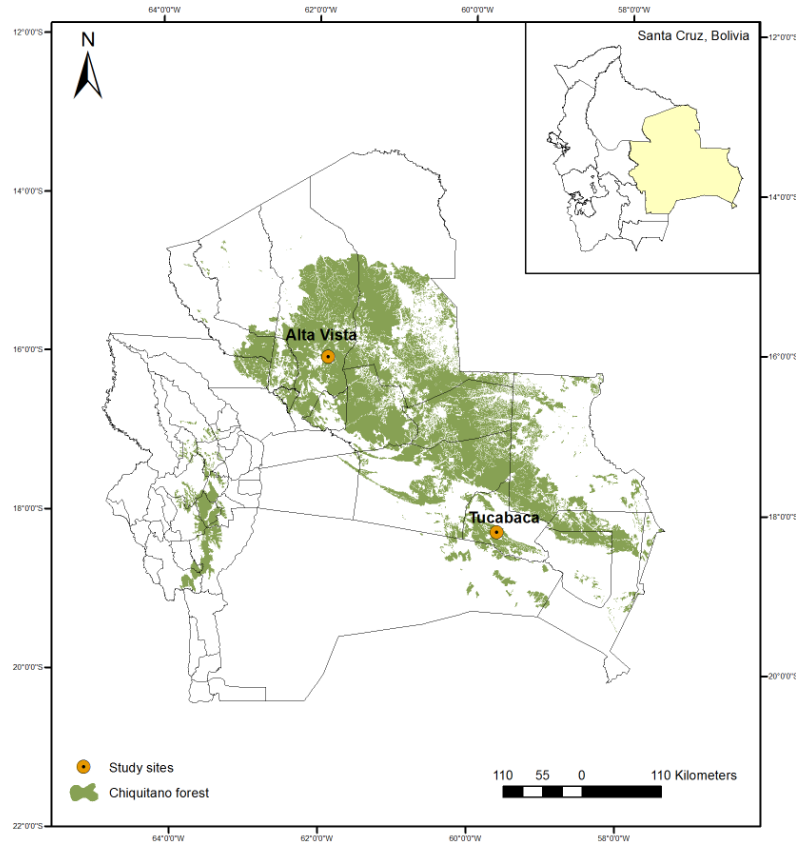 64°0'0"W 62°0'0"W 60°0'0"W 58°0'0"W
12°0'0"S
12°0'0"S
N
Santa Cruz, Bolivia
14°0'0"S
14°0'0"S
Alta Vista
16°0'0"S
16°0'0"S
18°0'0"S
Tucabaca
18°0'0"S
20°0'0"S
20°0'0"S
Study sites
110 55 0 110 Kilometers
Chiquitano forest
22°0'0"S
64°0'0"W 62°0'0"W 60°0'0"W 58°0'0"W